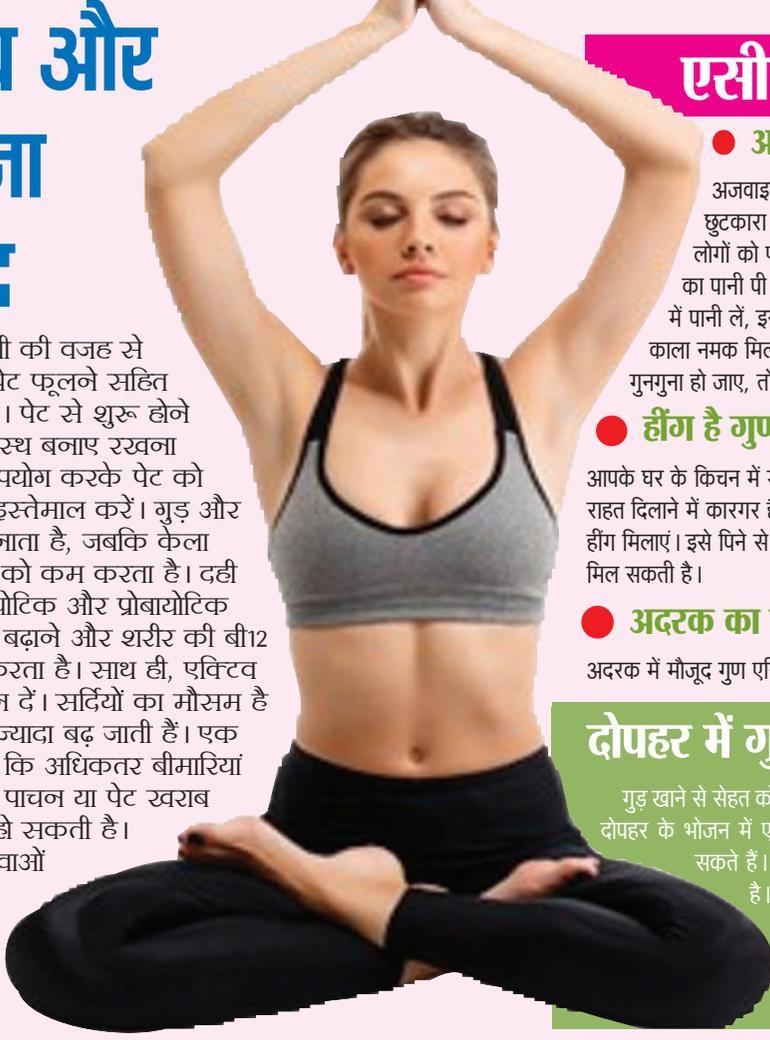 और
की वजह से
पेट फूलने सहित
। पेट से शुरू होने
बनाए रखना
करके पेट को
इस्तेमाल करें। गुड़ और
है, जबकि केला
को कम करता है। दही
और प्रोबायोटिक
बढ़ाने और शरीर की बी12
करता है। साथ ही, एक्टिव
दें। सर्दियों का मौसम है
ज्यादा बढ़ जाती हैं। एक
कि अधिकतर बीमारियां
पाचन या पेट खराब
हो सकती है।
एसी
छुटकारा
लोगों को
का पानी पी
में पानी लें,
काला नमक
गुनगुना हो जाए,
हींग है
आपके घर के किचन में
राहत दिलाने में कारगर
हींग मिलाएं। इसे पिने से
मिल सकती है।
अदरक का
अदरक में मौजूद गुण
दोपहर में
गुड़ खाने से सेहत
दोपहर के भोजन में
सकते हैं।
है।